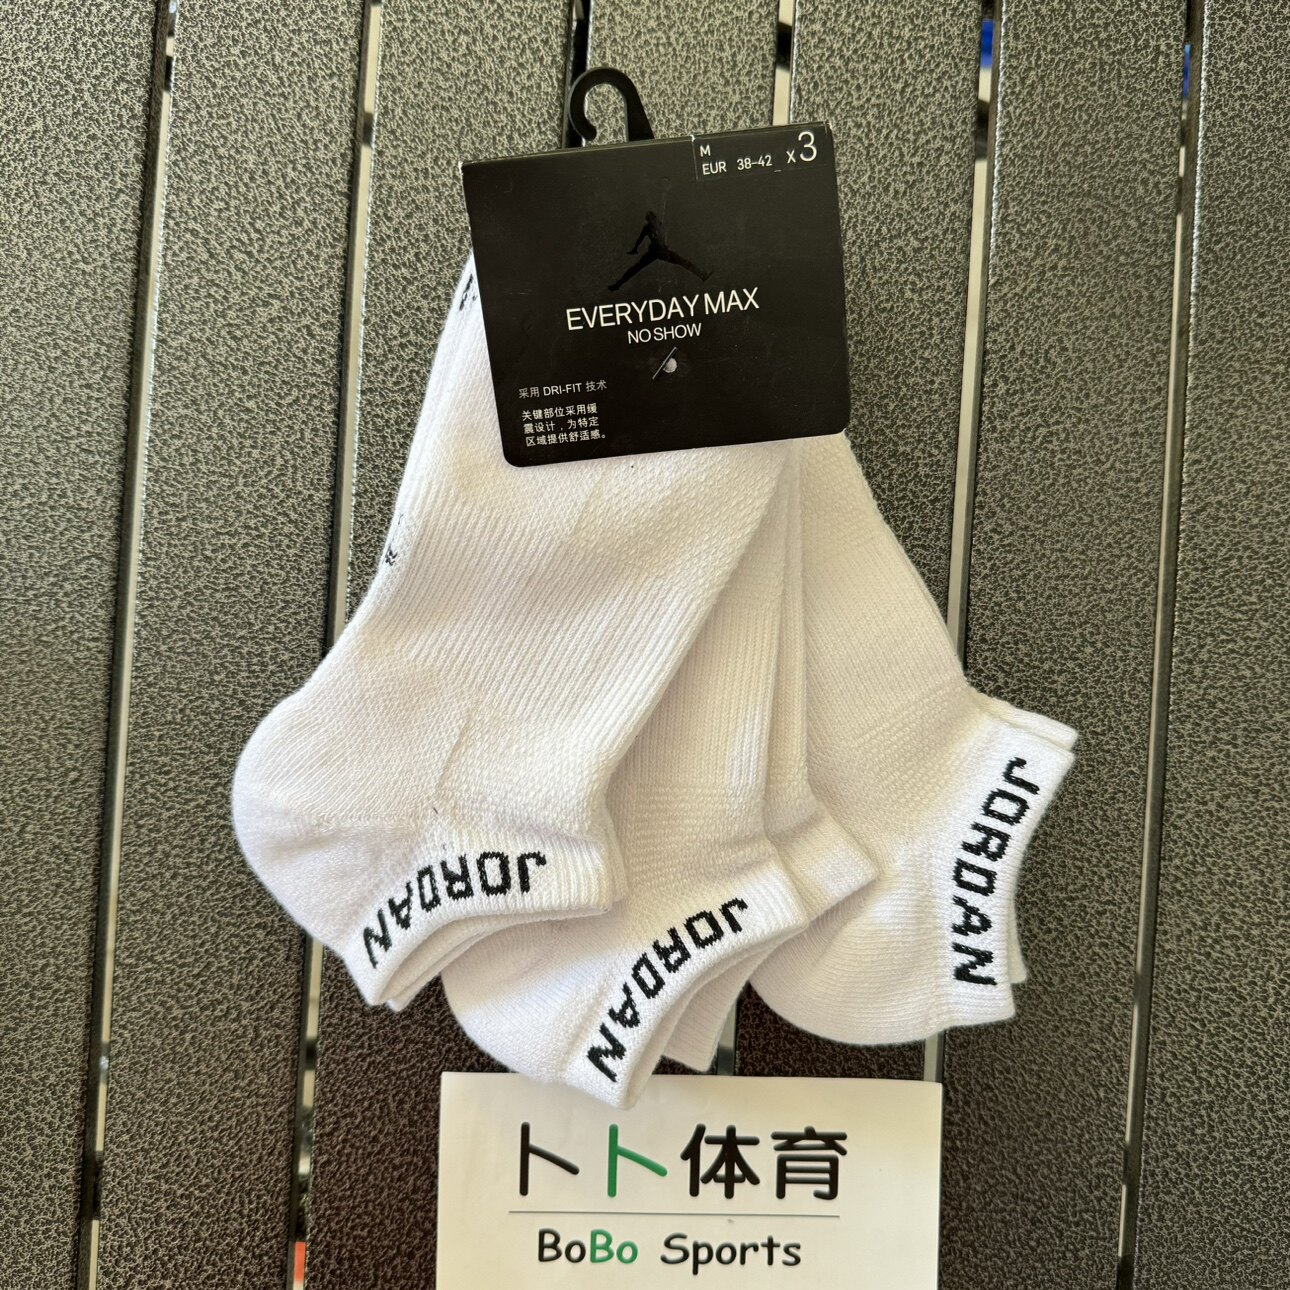 M
EUR 38-42 x3
EVERYDAY MAX
NO SHOW
采用 DRI-FIT 技术
关键部位采用缓
震设计，为特定
区域提供舒适感。
JORDAN
JORDAN
JORDAN
卜卜体育
BoBo Sports